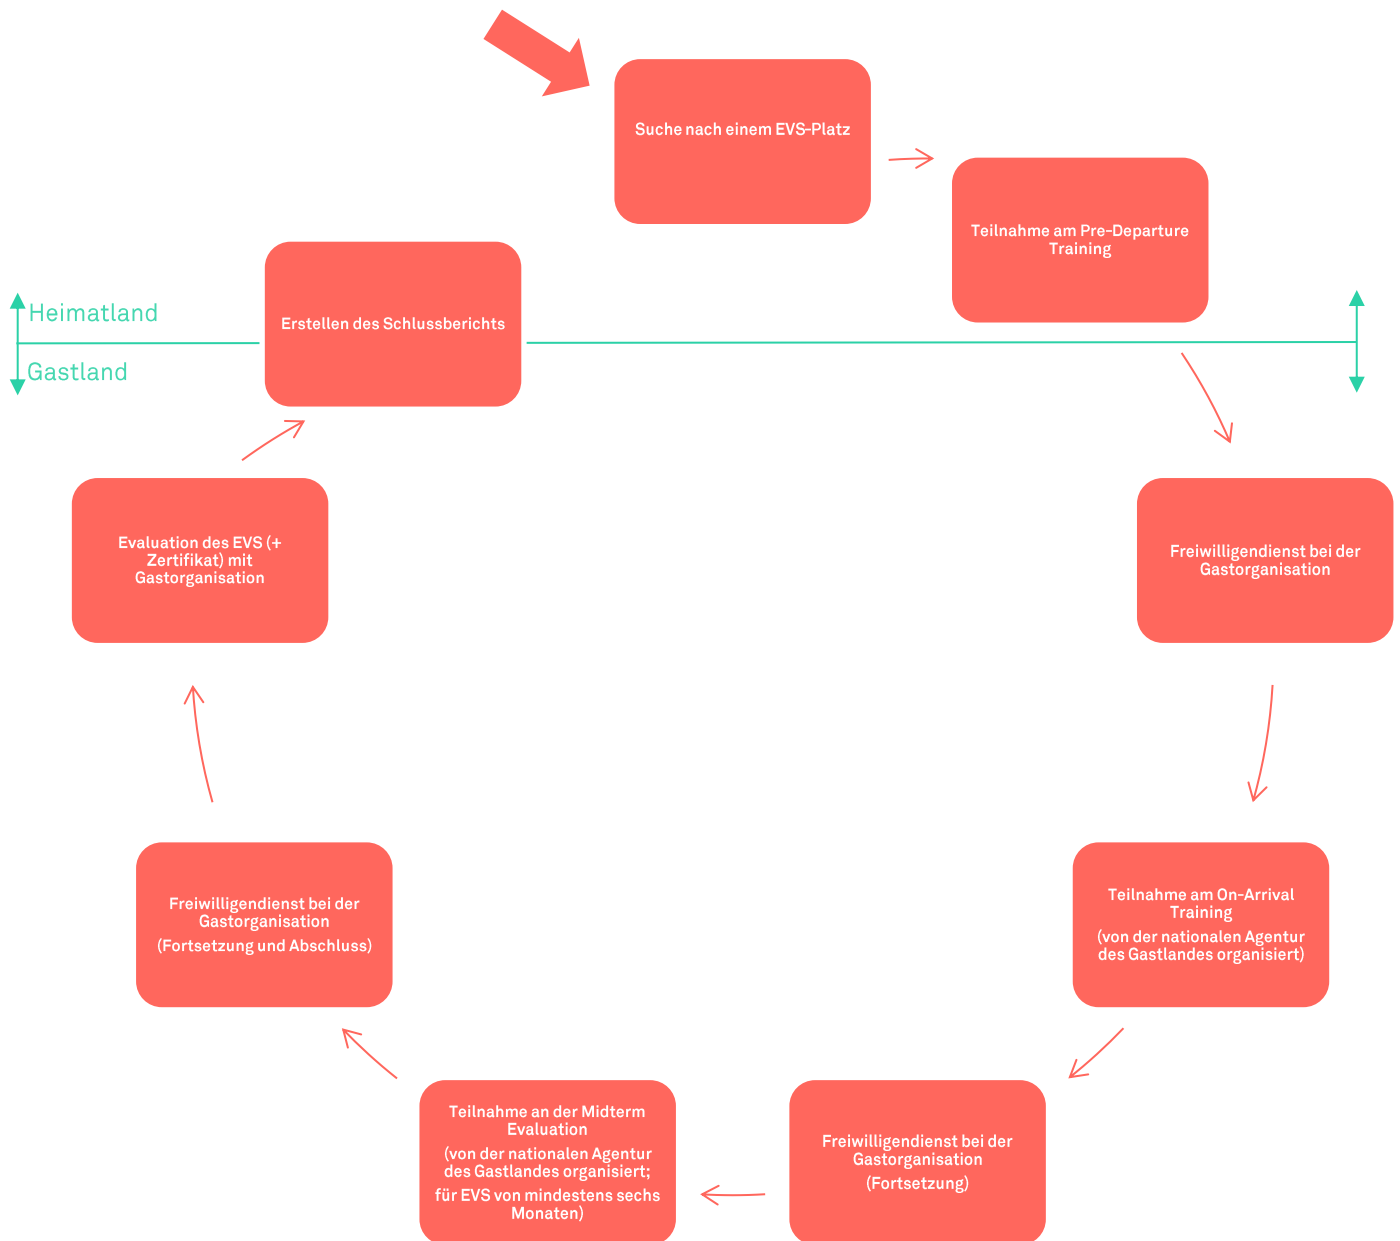 Suche nach einem EVS-Platz
Teilnahme am Pre-Departure
Training
Heimatland
Gastland
Erstellen des Schlussberichts
Freiwilligendienst bei der
Gastorganisation
Teilnahme am On-Arrival
Training
(von der nationalen Agentur
des Gastlandes organisiert)
Freiwilligendienst bei der
Gastorganisation
(Fortsetzung)
Teilnahme an der Midterm
Evaluation
(von der nationalen Agentur
des Gastlandes organisiert;
für EVS von mindestens sechs
Monaten)
Freiwilligendienst bei der
Gastorganisation
(Fortsetzung und Abschluss)
Evaluation des EVS (+
Zertifikat) mit
Gastorganisation